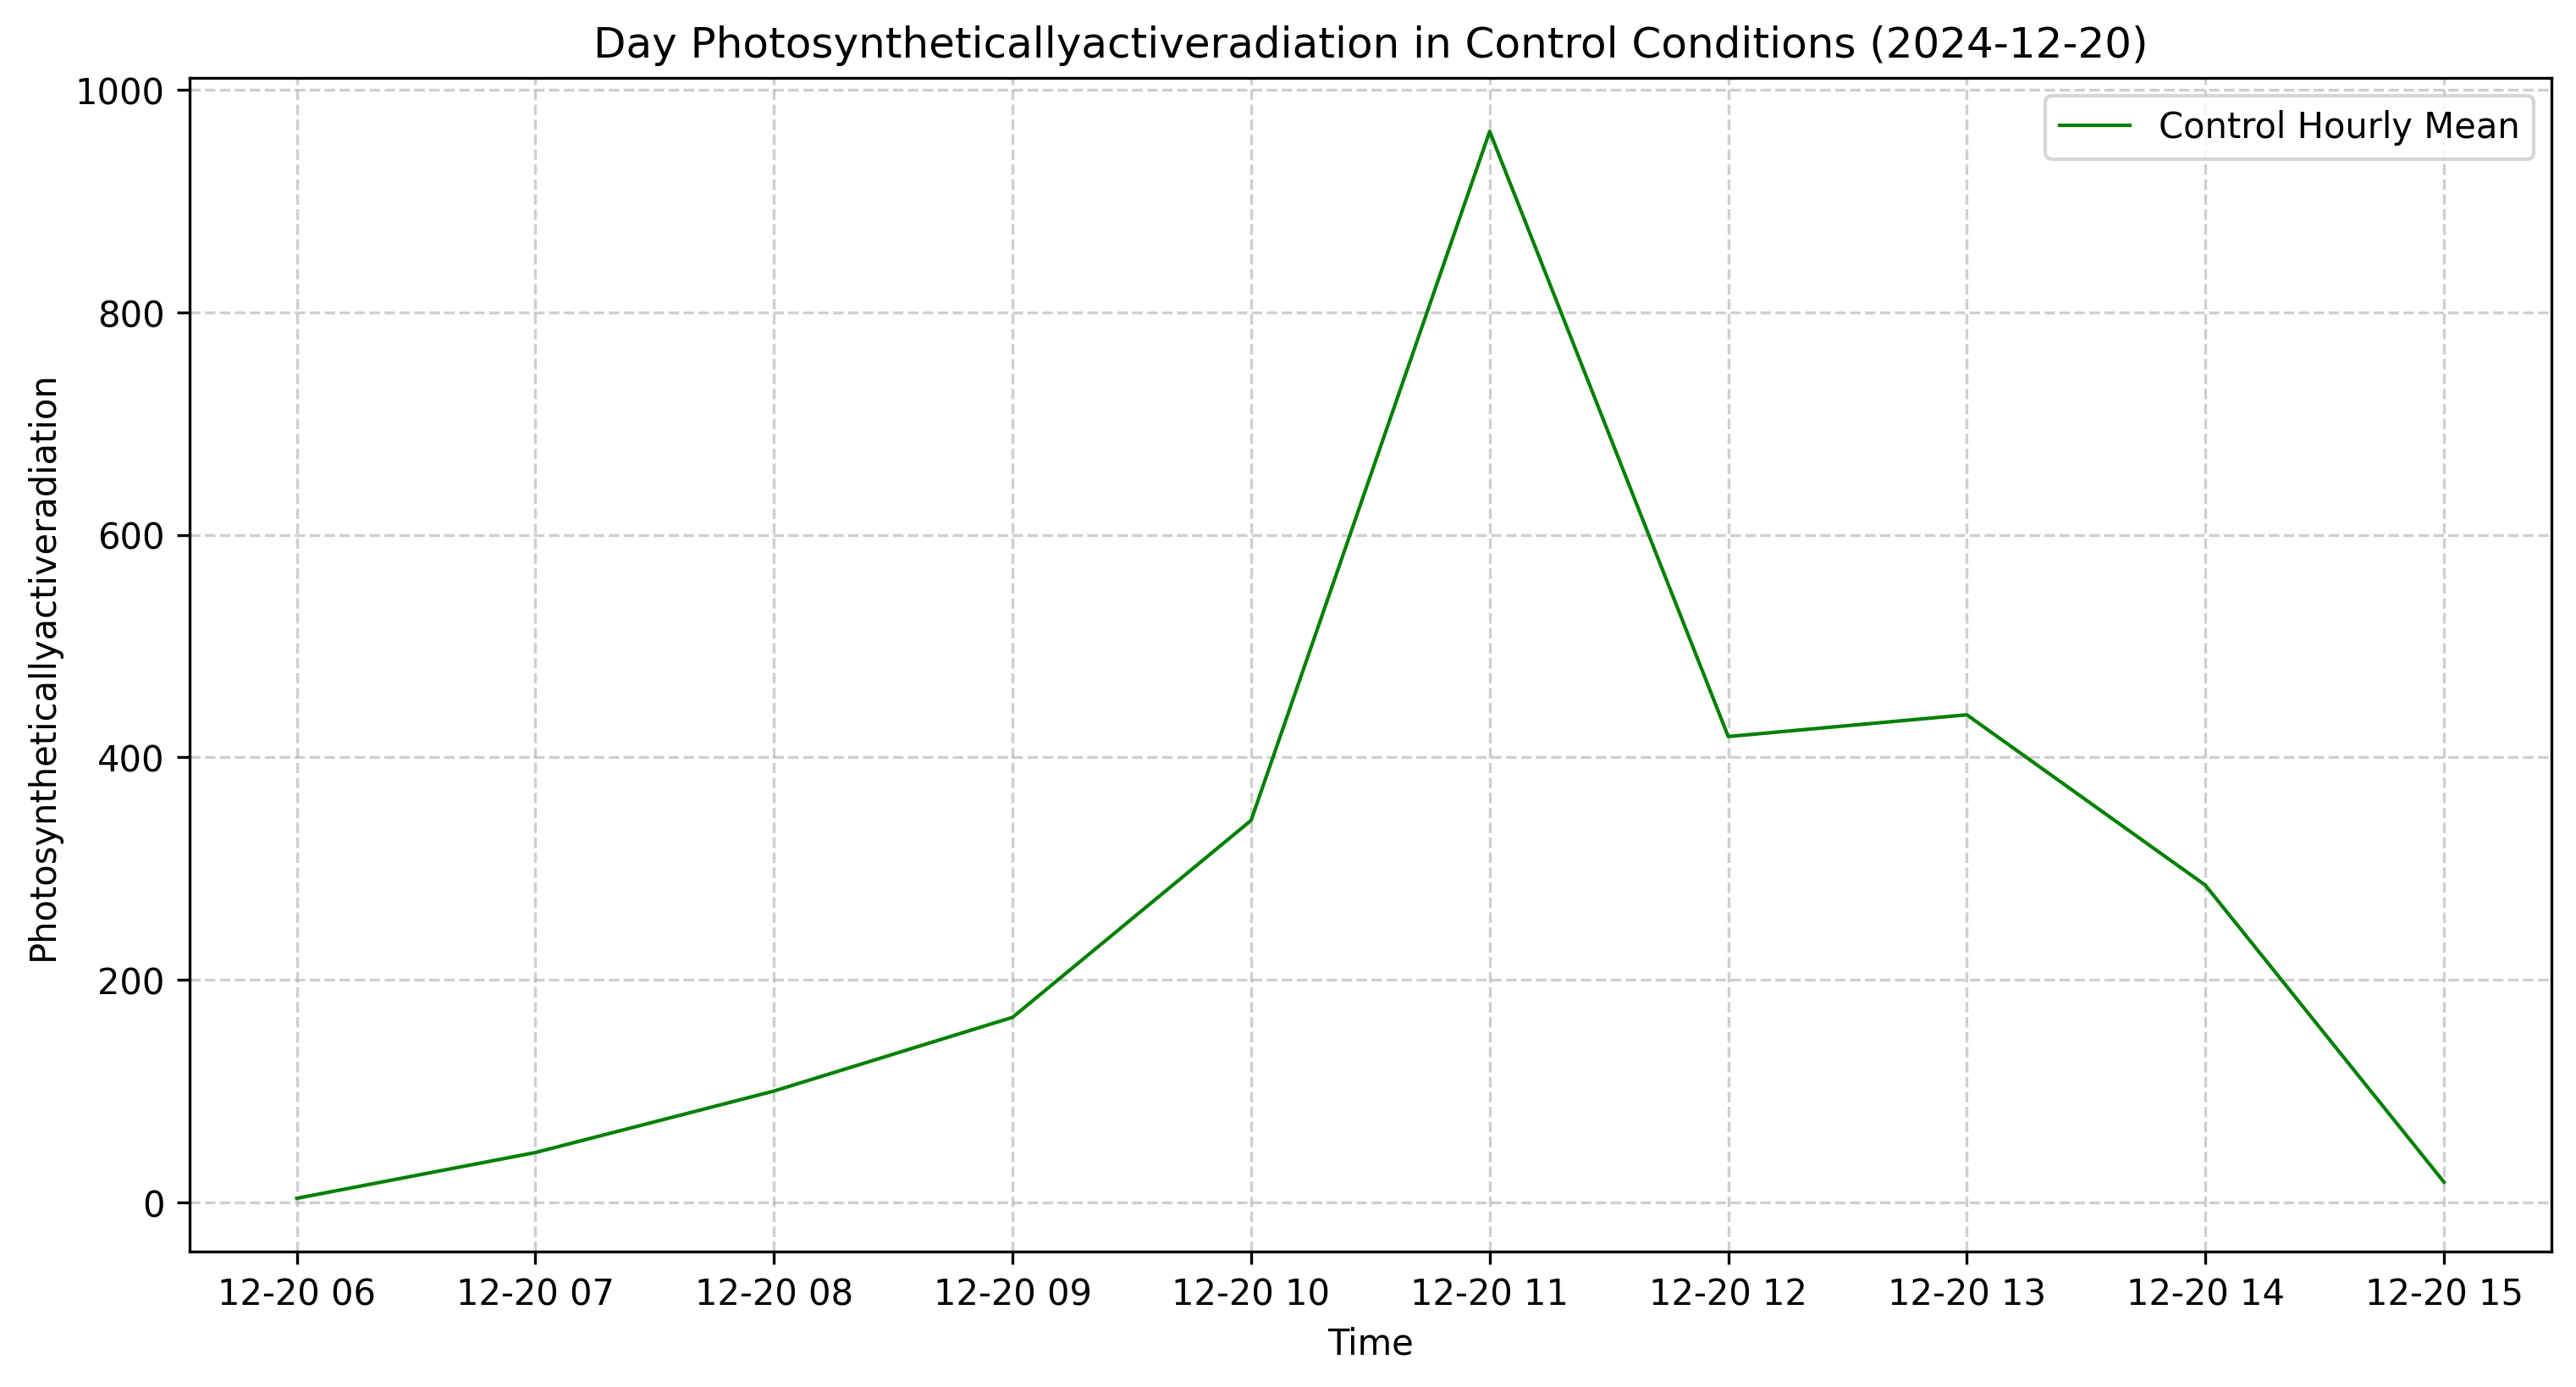 Day Photosyntheticallyactiveradiation in Control Conditions (2024-12-20)
Control Hourly Mean
Photosyntheticallyactiveradiation
1000
800
600
400
200
0
12-20 06 12-20 07 12-20 08 12-20 09 12-20 10 12-20 11 12-20 12 12-20 13 12-20 14 12-20 15
Time